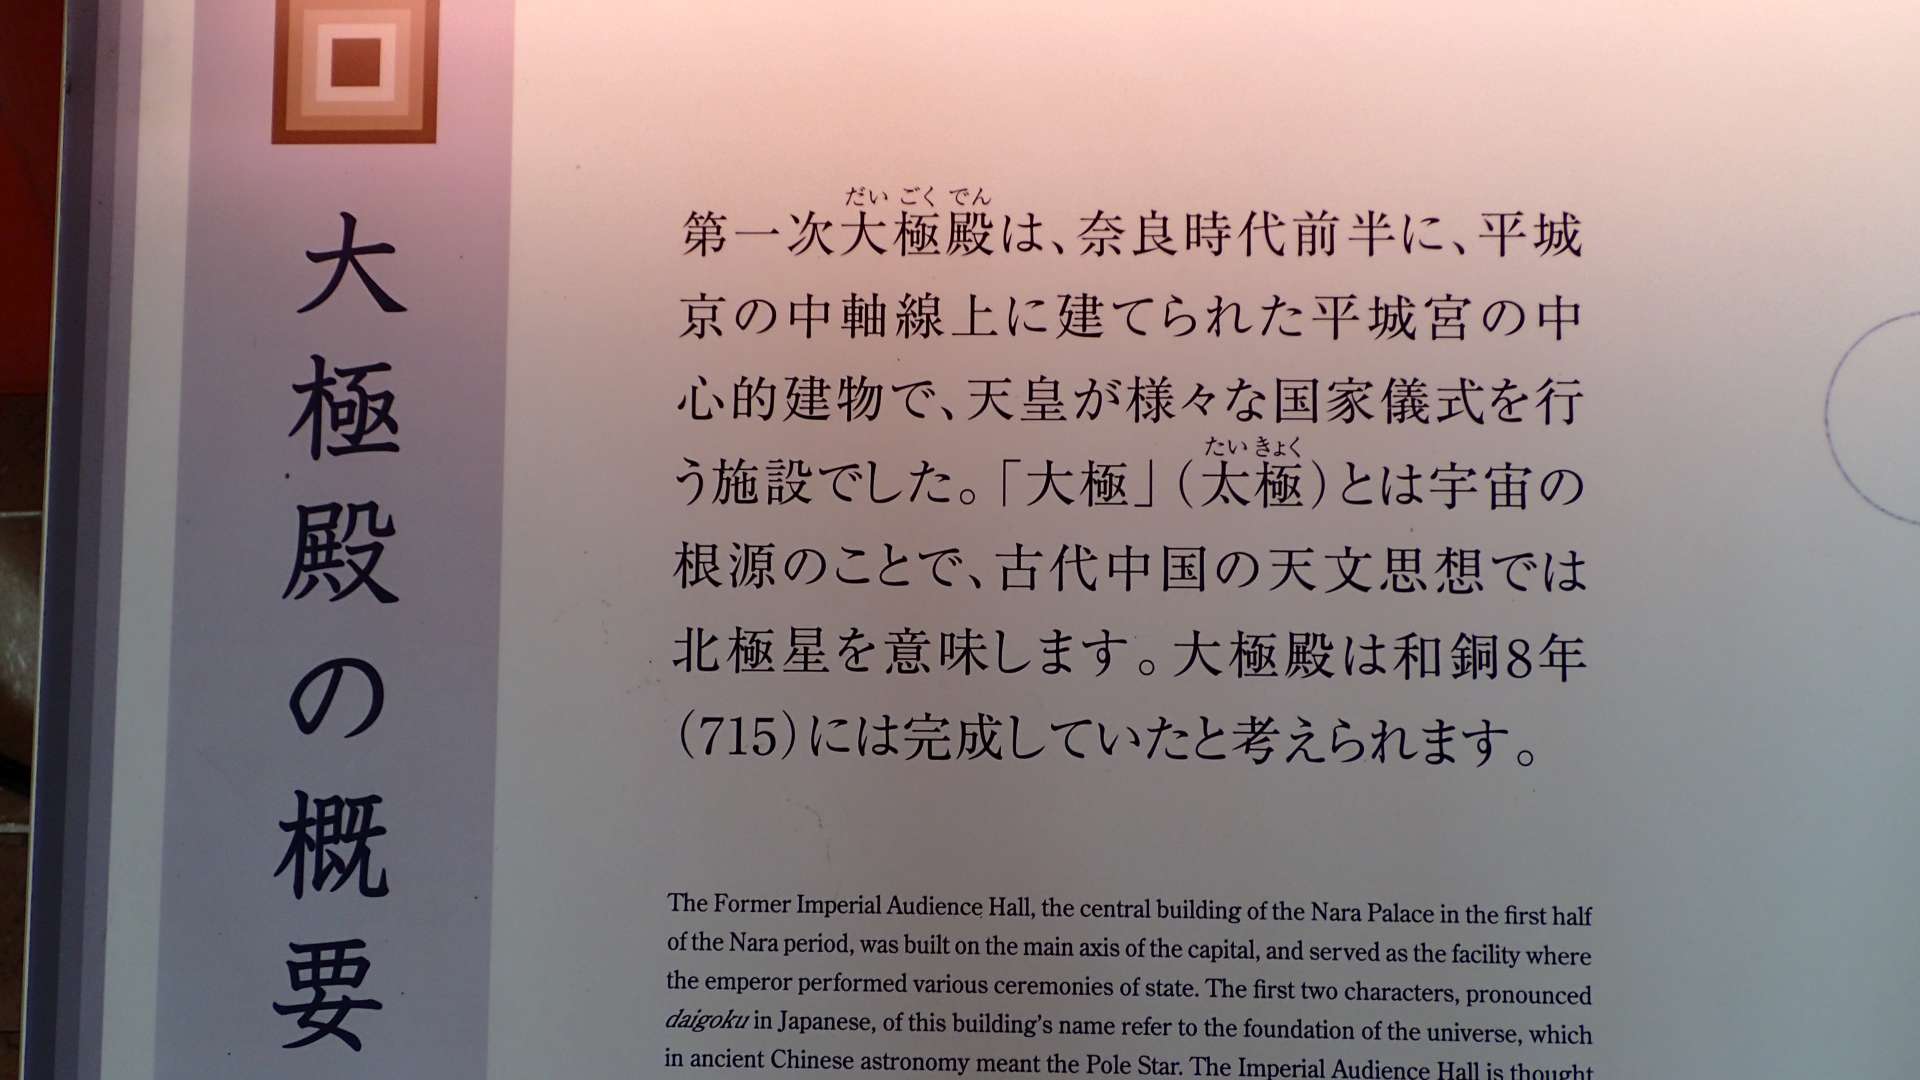 大極殿の概要
だいごくでん
第一次大極殿は、奈良時代前半に、平城
京の中軸線上に建てられた平城宮の中
心的建物で、天皇が様々な国家儀式を行
たいきょく
う施設でした。「大極」（太極）とは宇宙の
根源のことで、古代中国の天文思想では
北極星を意味します。大極殿は和銅8年
（715）には完成していたと考えられます。
The Former Imperial Audience Hall, the central building of the Nara Palace in the first half
of the Nara period, was built on the main axis of the capital, and served as the facility where
the emperor performed various ceremonies of state. The first two characters, pronounced
daigoku in Japanese, of this building's name refer to the foundation of the universe, which
in ancient Chinese astronomy meant the Pole Star. The Imperial Audience Hall is thought